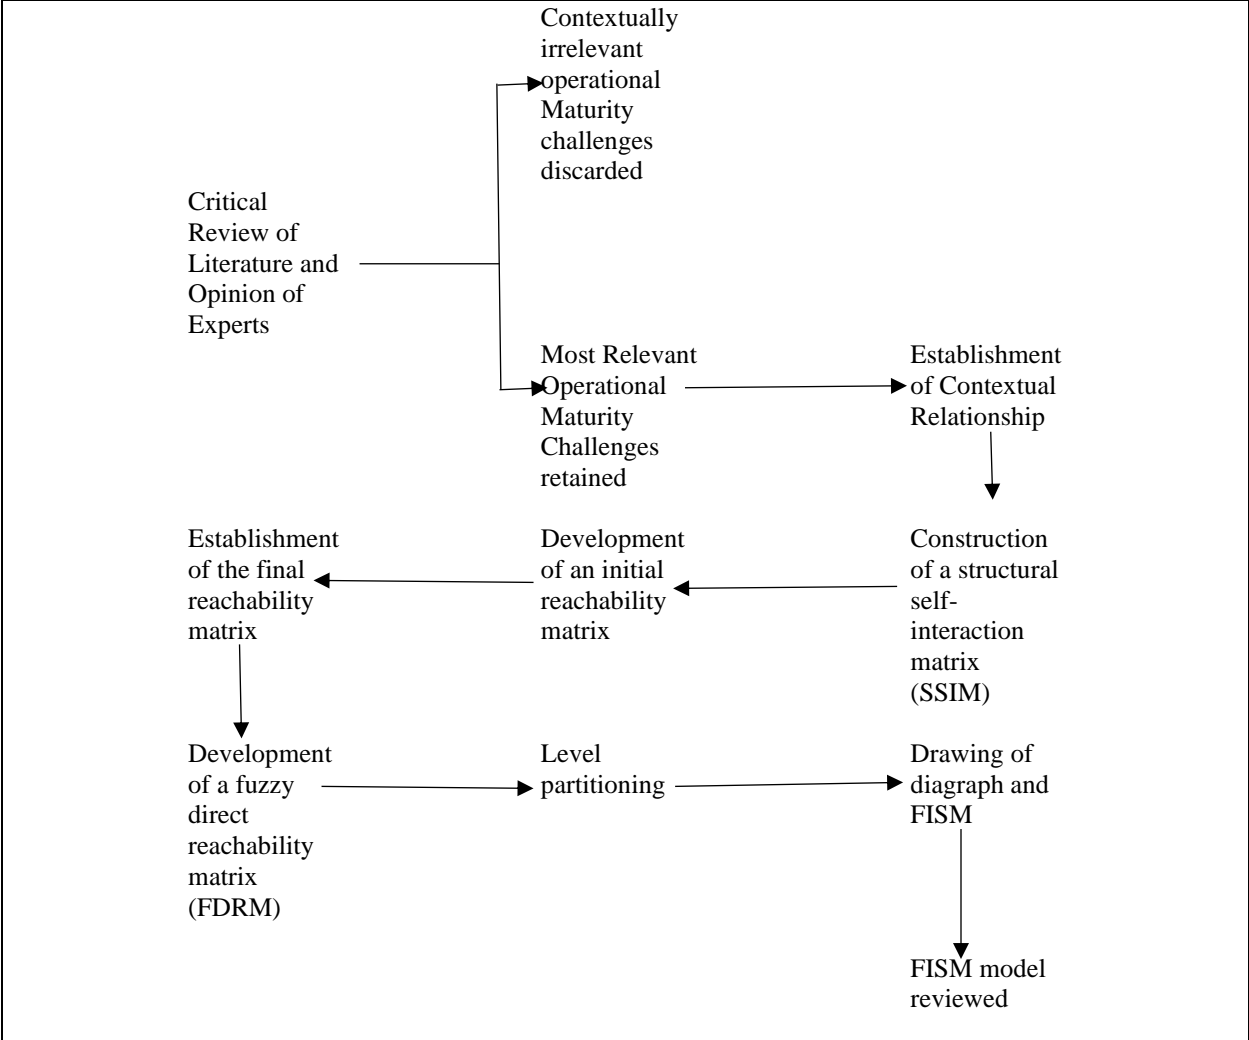 Contextually
irrelevant
operational
Maturity
challenges
discarded
Critical
Review of
Literature and
Opinion of
Experts
Most Relevant
Operational
Maturity
Challenges
retained
Establishment
of Contextual
Relationship
Establishment
of the final
reachability
matrix
Development
of an initial
reachability
matrix
Construction
of a structural
self-
interaction
matrix
(SSIM)
Development
of a fuzzy
direct
reachability
matrix
(FDRM)
Level
partitioning
Drawing of
diagraph and
FISM
FISM model
reviewed